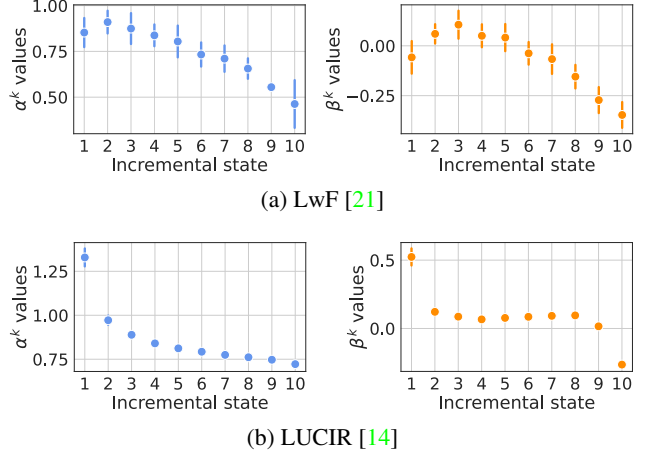 1.00
0.75
0.50
α^k values
1 2 3 4 5 6 7 8 9 10
Incremental state
0.00
−0.25
β^k values
1 2 3 4 5 6 7 8 9 10
Incremental state
(a) LwF [21]
1.25
1.00
0.75
α^k values
1 2 3 4 5 6 7 8 9 10
Incremental state
0.5
0.0
β^k values
1 2 3 4 5 6 7 8 9 10
Incremental state
(b) LUCIR [14]